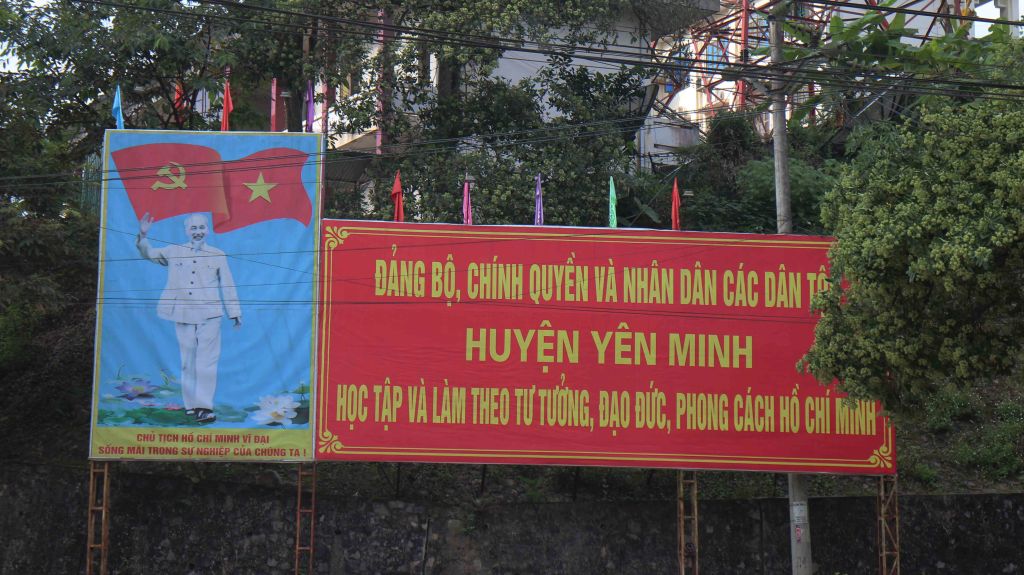 CHỦ TỊCH HỒ CHÍ MINH VĨ ĐẠI
SỐNG MÃI TRONG SỰ NGHIỆP CỦA CHÚNG TA !
ĐẢNG BỘ, CHÍNH QUYỀN VÀ NHÂN DÂN CÁC DÂN TỘ
HUYỆN YÊN MINH
HỌC TẬP VÀ LÀM THEO TƯ TƯỞNG, ĐẠO ĐỨC, PHONG CÁCH HỒ CHÍ MINH